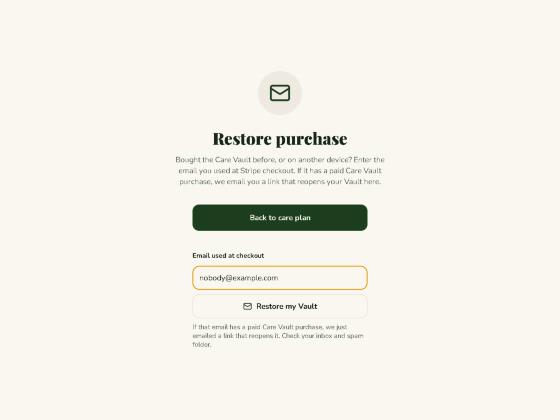 Restore purchase
Bought the Care Vault before, or on another device? Enter the
email you used at Stripe checkout. If it has a paid Care Vault
purchase, we email you a link that reopens your Vault here.
Back to care plan
Email used at checkout
nobody@example.com
Restore my Vault
If that email has a paid Care Vault purchase, we just
emailed a link that reopens it. Check your inbox and spam
folder.